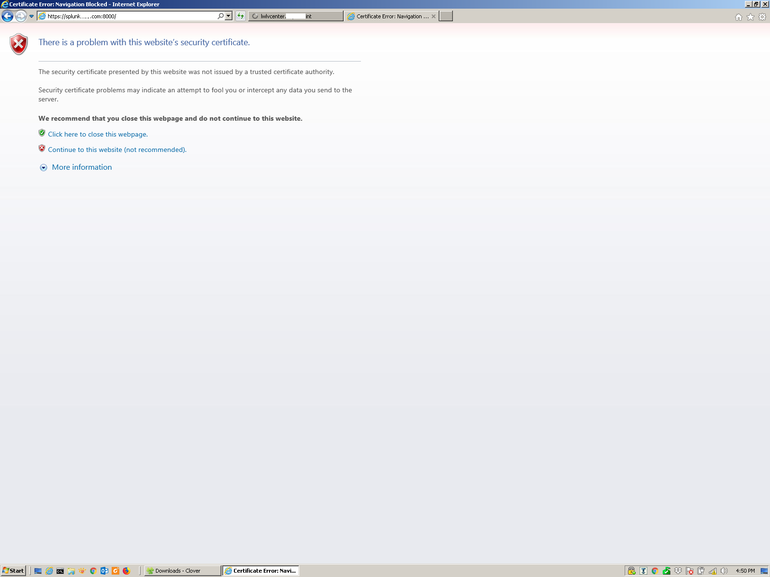 Certificate Error: Navigation Blocked - Internet Explorer
https://splunk.....com:8000/
lwlvcenter. int
Certificate Error: Navigation ...
There is a problem with this website's security certificate.
The security certificate presented by this website was not issued by a trusted certificate authority.
Security certificate problems may indicate an attempt to fool you or intercept any data you send to the
server.
We recommend that you close this webpage and do not continue to this website.
Click here to close this webpage.
Continue to this website (not recommended).
More information
Start
Downloads - Clover
Certificate Error: Navi...
4:50 PM